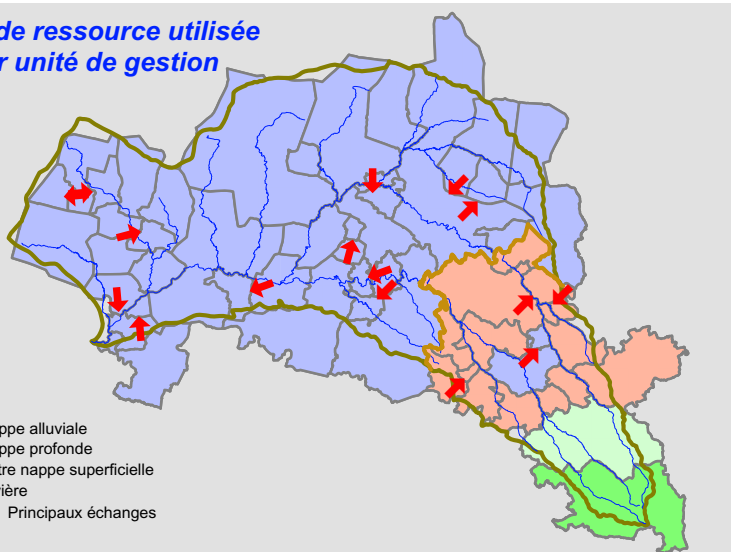 de ressource utilisée
r unité de gestion
ppe alluviale
ppe profonde
tre nappe superficielle
ière
Principaux échanges